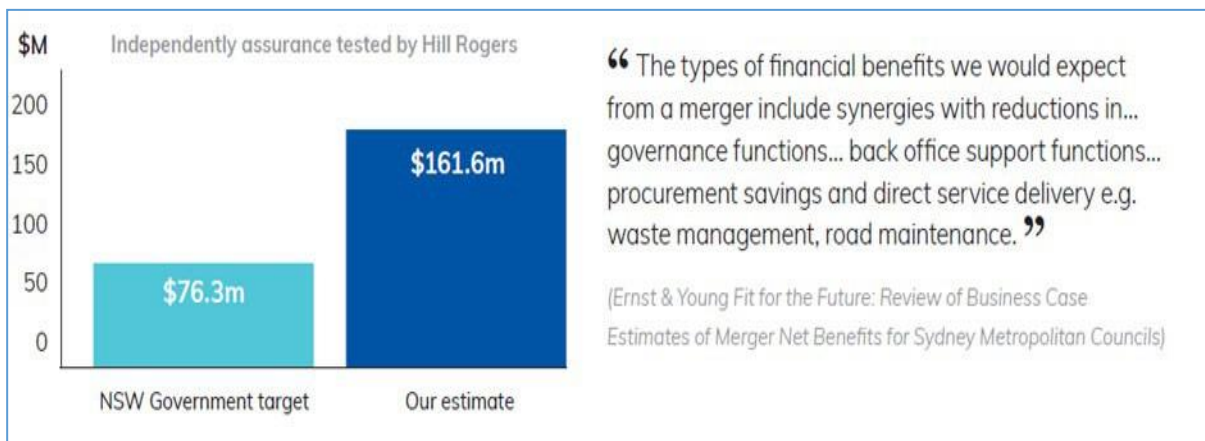 $M
Independently assurance tested by Hill Rogers
200
150
100
50
0
$76.3m
$161.6m
NSW Government target
Our estimate
“ The types of financial benefits we would expect
from a merger include synergies with reductions in...
governance functions... back office support functions...
procurement savings and direct service delivery e.g.
waste management, road maintenance. ”
(Ernst & Young Fit for the Future: Review of Business Case
Estimates of Merger Net Benefits for Sydney Metropolitan Councils)